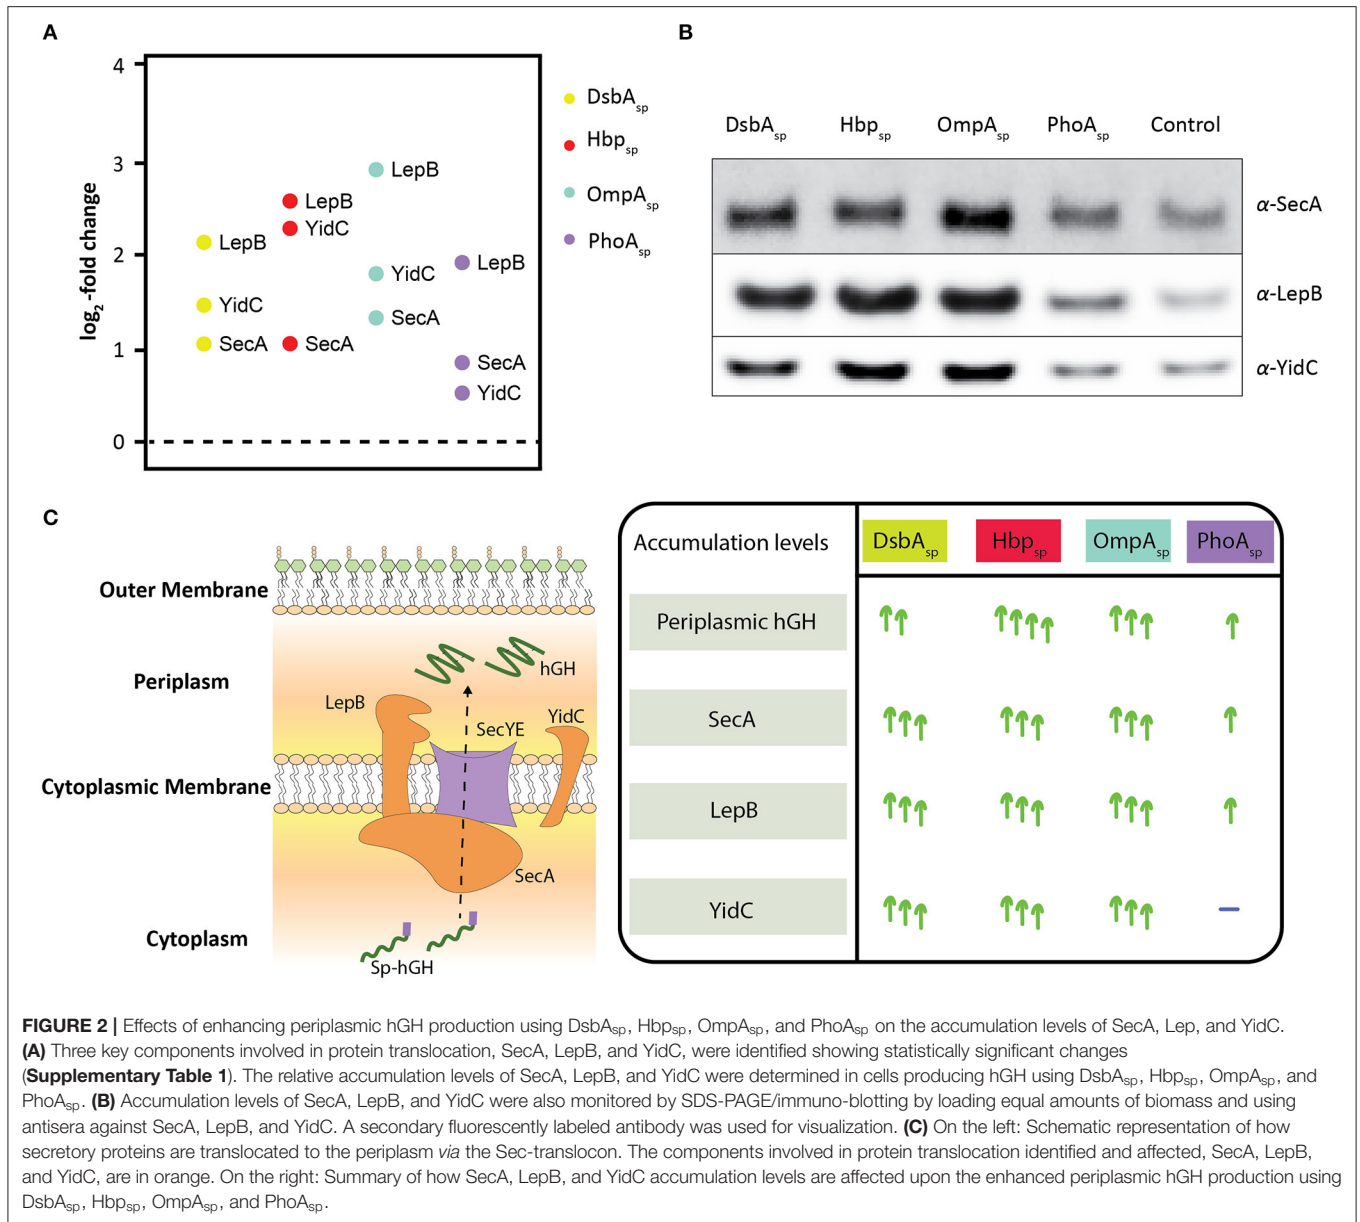 A
4
3
2
1
0
log2-fold change
LepB
YidC
SecA
LepB
YidC
SecA
LepB
YidC
SecA
LepB
SecA
YidC
DsbAsp
Hbpsp
OmpAsp
PhoAsp
B
DsbAsp Hbpsp OmpAsp PhoAsp Control
α-SecA
α-LepB
α-YidC
C
Outer Membrane
Periplasm
Cytoplasmic Membrane
Cytoplasm
hGH
LepB
SecYE
YidC
SecA
Sp-hGH
Accumulation levels DsbAsp Hbpsp OmpAsp PhoAsp
Periplasmic hGH
SecA
LepB
YidC
FIGURE 2 | Effects of enhancing periplasmic hGH production using DsbAsp, Hbpsp, OmpAsp, and PhoAsp on the accumulation levels of SecA, Lep, and YidC.
(A) Three key components involved in protein translocation, SecA, LepB, and YidC, were identified showing statistically significant changes
(Supplementary Table 1). The relative accumulation levels of SecA, LepB, and YidC were determined in cells producing hGH using DsbAsp, Hbpsp, OmpAsp, and
PhoAsp. (B) Accumulation levels of SecA, LepB, and YidC were also monitored by SDS-PAGE/immuno-blotting by loading equal amounts of biomass and using
antisera against SecA, LepB, and YidC. A secondary fluorescently labeled antibody was used for visualization. (C) On the left: Schematic representation of how
secretory proteins are translocated to the periplasm via the Sec-translocon. The components involved in protein translocation identified and affected, SecA, LepB,
and YidC, are in orange. On the right: Summary of how SecA, LepB, and YidC accumulation levels are affected upon the enhanced periplasmic hGH production using
DsbAsp, Hbpsp, OmpAsp, and PhoAsp.